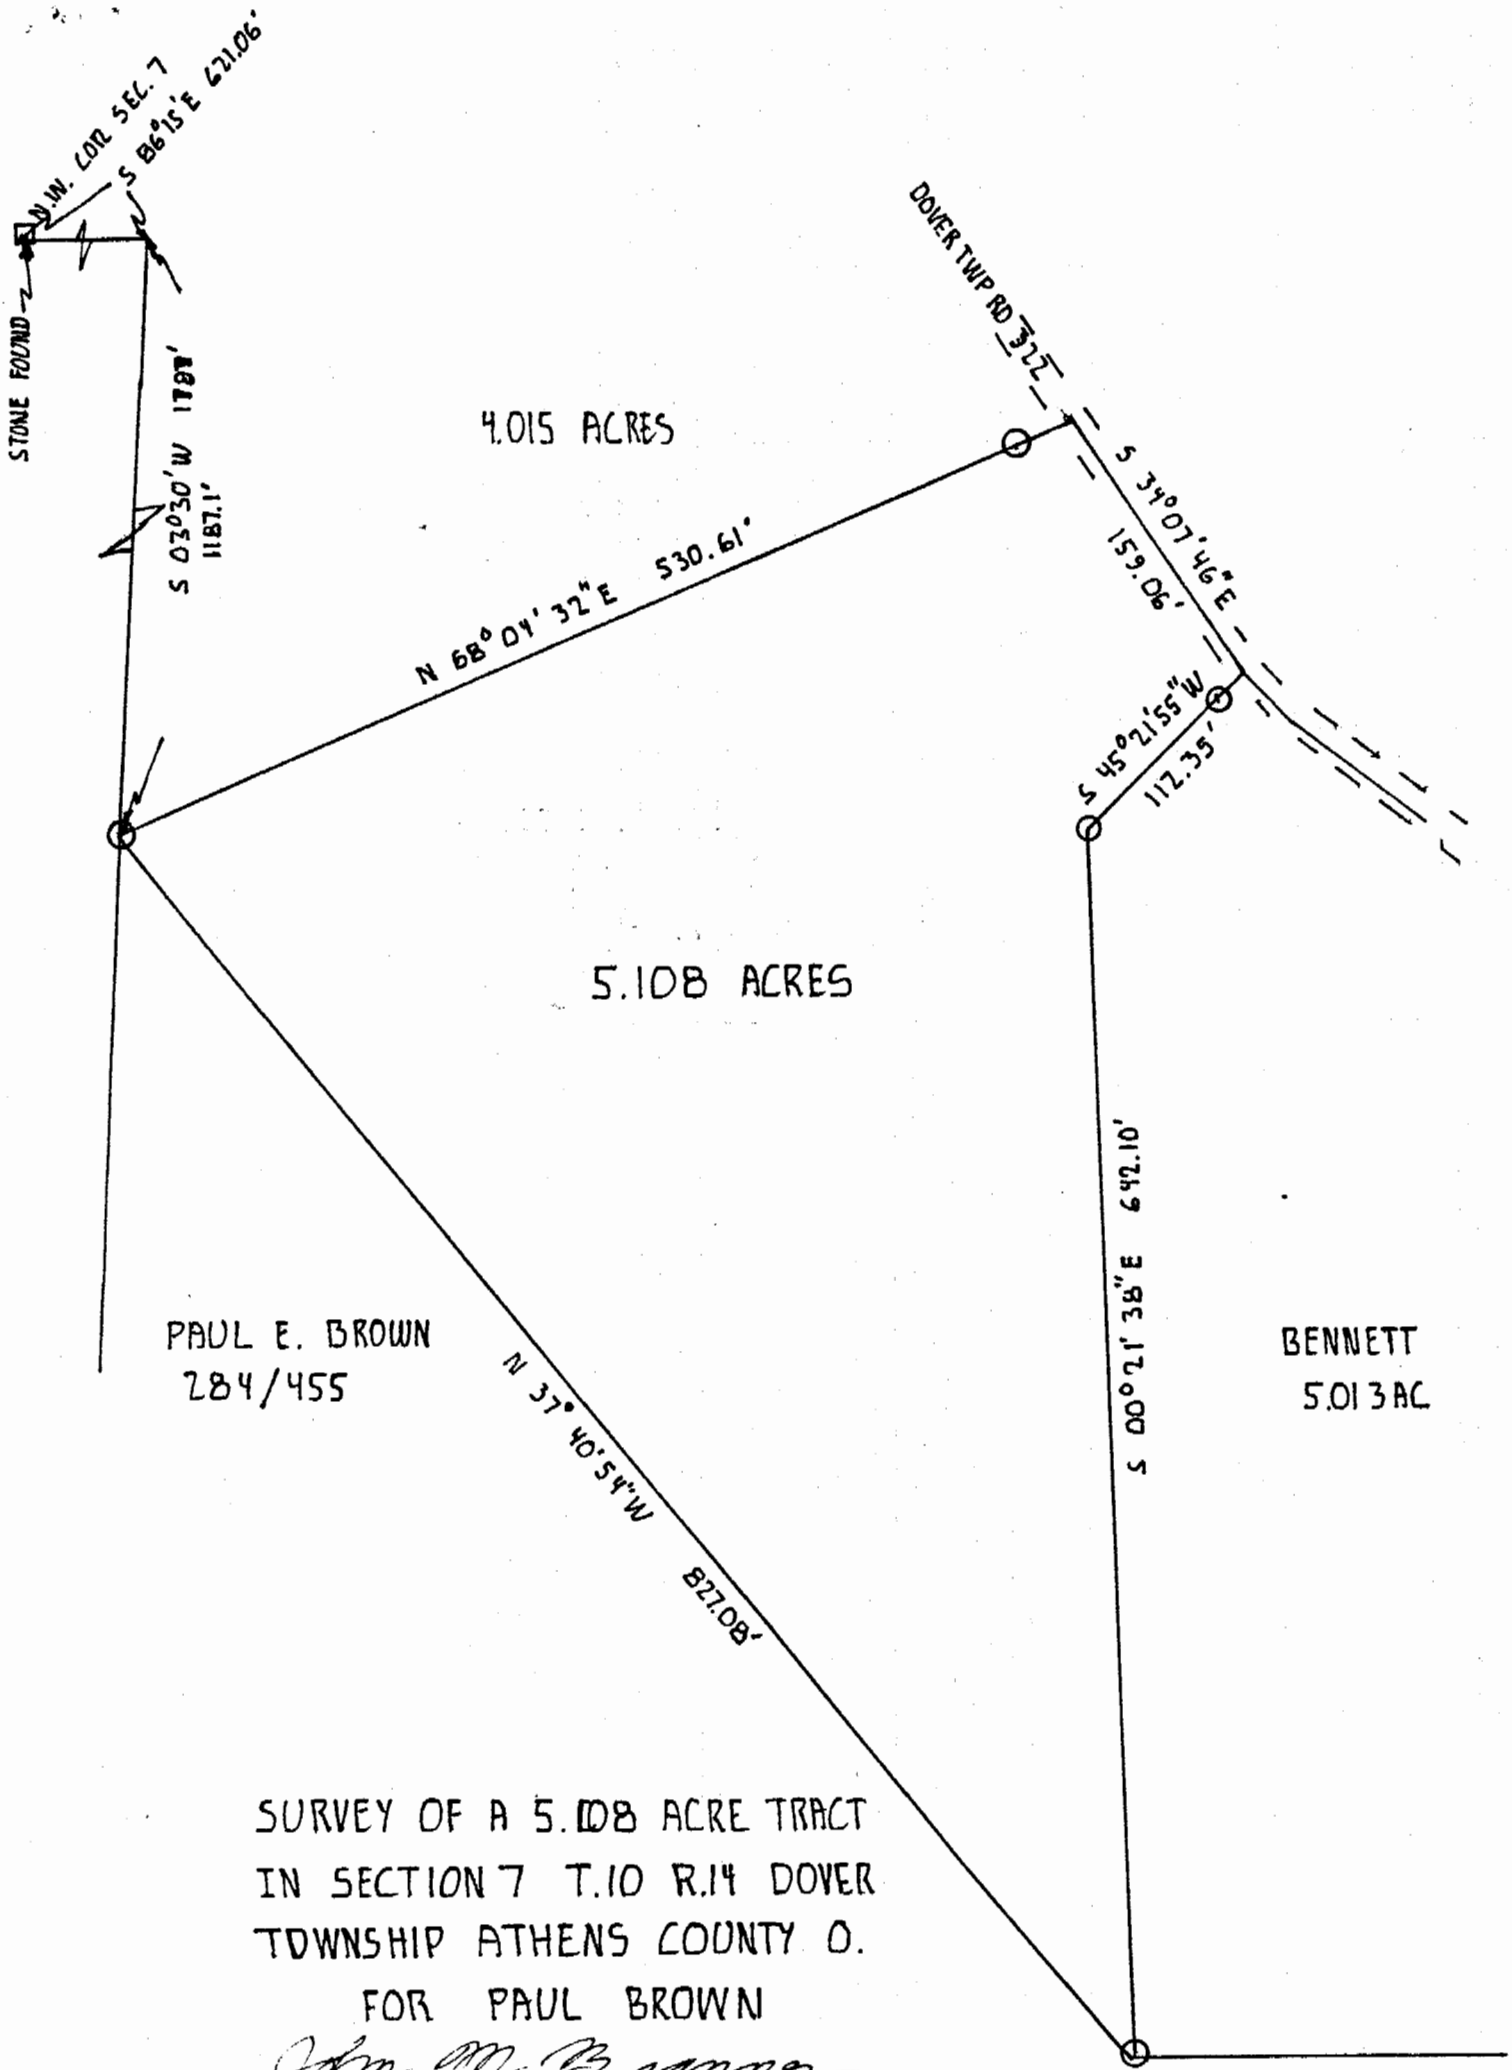 N.W. COR SEC. 7
S 86°15'E 621.06'
STONE FOUND
S 03°30'W
1187.1'
4.015 ACRES
DOVER TWP RD 322
N 68° 04' 32"E 530.61'
S 34°07'46"E
159.06'
S 45°21'55"W
112.35'
5.108 ACRES
S 00°21'38"E 642.10'
PAUL E. BROWN
284/455
BENNETT
5.013 AC.
N 37° 40'54"W 827.08'
SURVEY OF A 5.108 ACRE TRACT
IN SECTION 7 T.10 R.14 DOVER
TOWNSHIP ATHENS COUNTY O.
FOR PAUL BROWN
John M.